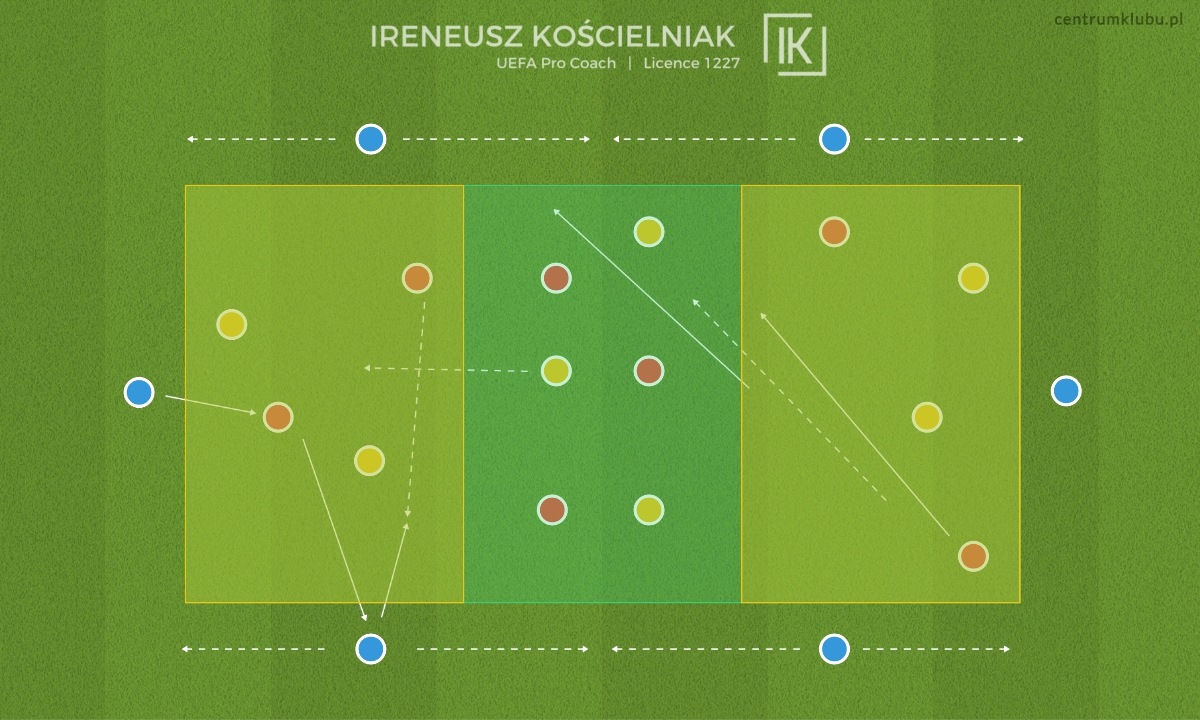 centrumklubu.pl
IRENEUSZ KOŚCIELNIAK
IK
UEFA Pro Coach | Licence 1227